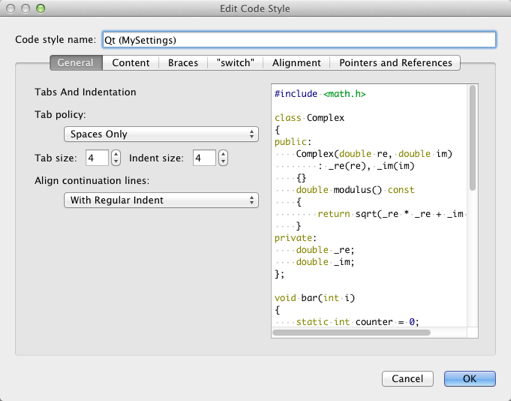 Edit Code Style
Code style name: Qt (MySettings)
General Content Braces "switch" Alignment Pointers and References
Tabs And Indentation
Tab policy:
Spaces Only
Tab size: 4 Indent size: 4
Align continuation lines:
With Regular Indent
#include <math.h>
class Complex
{
public:
Complex(double re, double im)
: _re(re), _im(im)
{}
double modulus() const
{
return sqrt(_re * _re + _im
}
private:
double _re;
double _im;
};
void bar(int i)
{
static int counter = 0;
Cancel OK